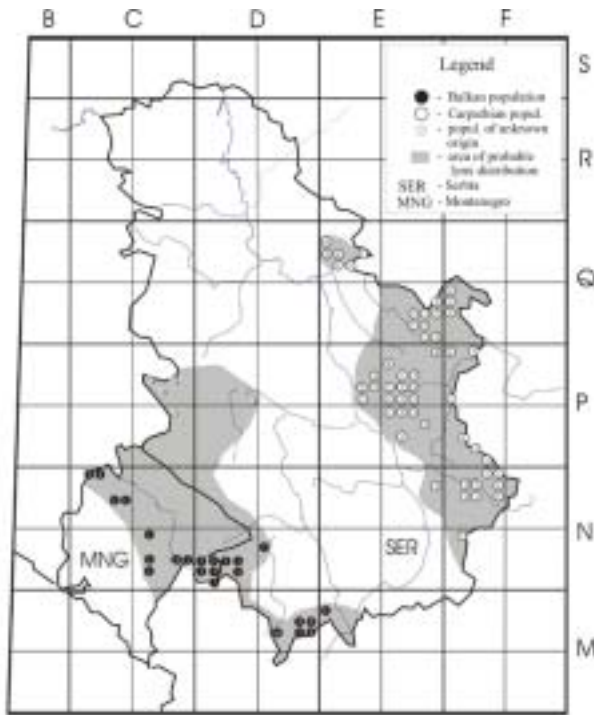 B C D E F
S
Legend
- Balkan population
- Carpathian popul.
- popul. of unknown
origin
- area of probable
lynx distribution
SER - Serbia
MNG - Montenegro
R
Q
P
N
MNG SER
M